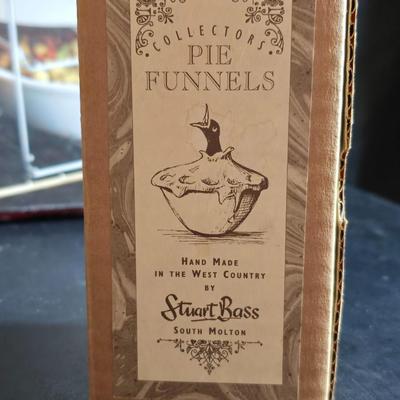 COLLECTORS
PIE
FUNNELS
HAND MADE
IN THE WEST COUNTRY
BY
Stuart Bass
SOUTH MOLTON